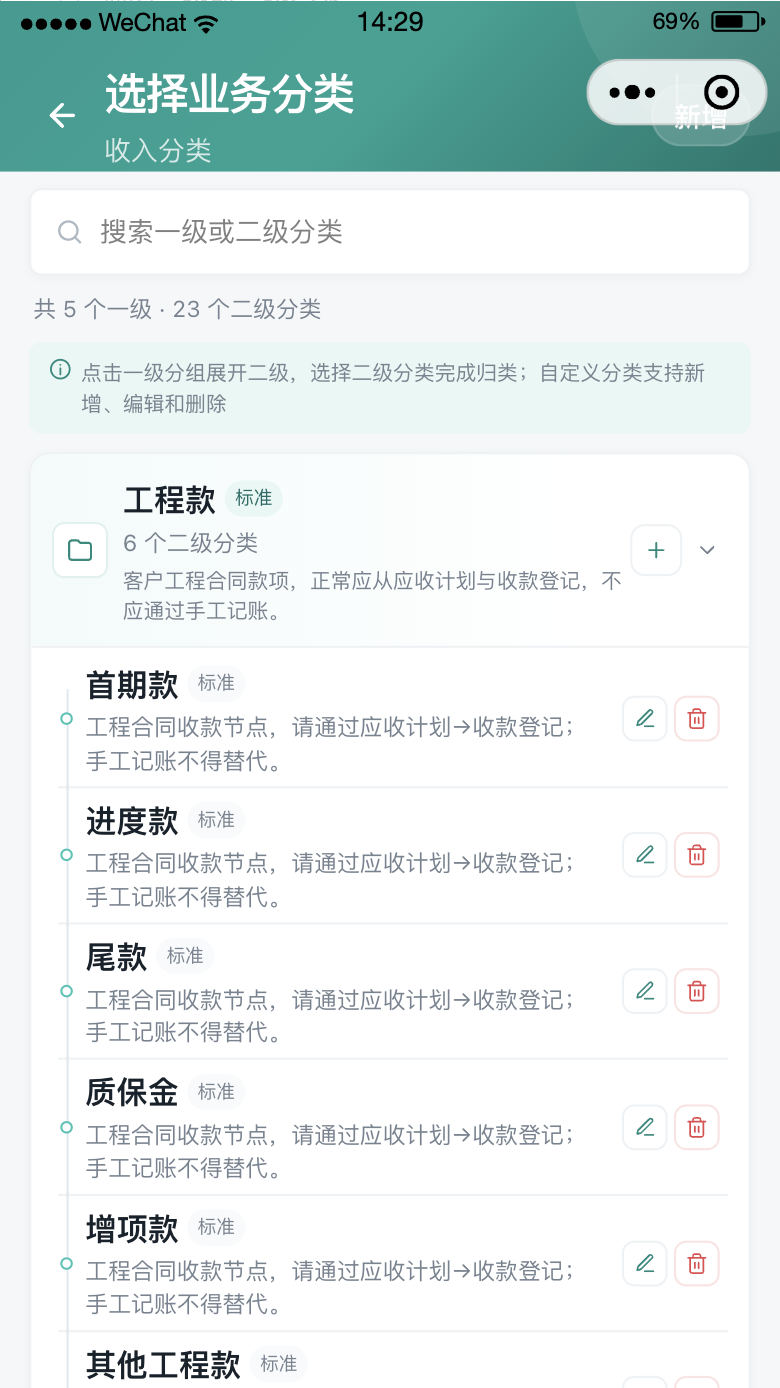 WeChat
14:29
69%
选择业务分类
新增
收入分类
搜索一级或二级分类
共 5 个一级 · 23 个二级分类
点击一级分组展开二级，选择二级分类完成归类；自定义分类支持新
增、编辑和删除
工程款 标准
6 个二级分类
客户工程合同款项，正常应从应收计划与收款登记，不
应通过手工记账。
首期款 标准
工程合同收款节点，请通过应收计划→收款登记；
手工记账不得替代。
进度款 标准
工程合同收款节点，请通过应收计划→收款登记；
手工记账不得替代。
尾款 标准
工程合同收款节点，请通过应收计划→收款登记；
手工记账不得替代。
质保金 标准
工程合同收款节点，请通过应收计划→收款登记；
手工记账不得替代。
增项款 标准
工程合同收款节点，请通过应收计划→收款登记；
手工记账不得替代。
其他工程款 标准